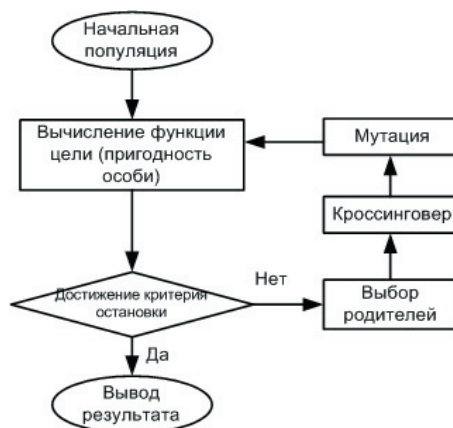 Начальная
популяция
Вычисление функции
цели (пригодность
особи)
Мутация
Кроссинговер
Выбор
родителей
Достижение критерия
остановки
Нет
Да
Вывод
результата